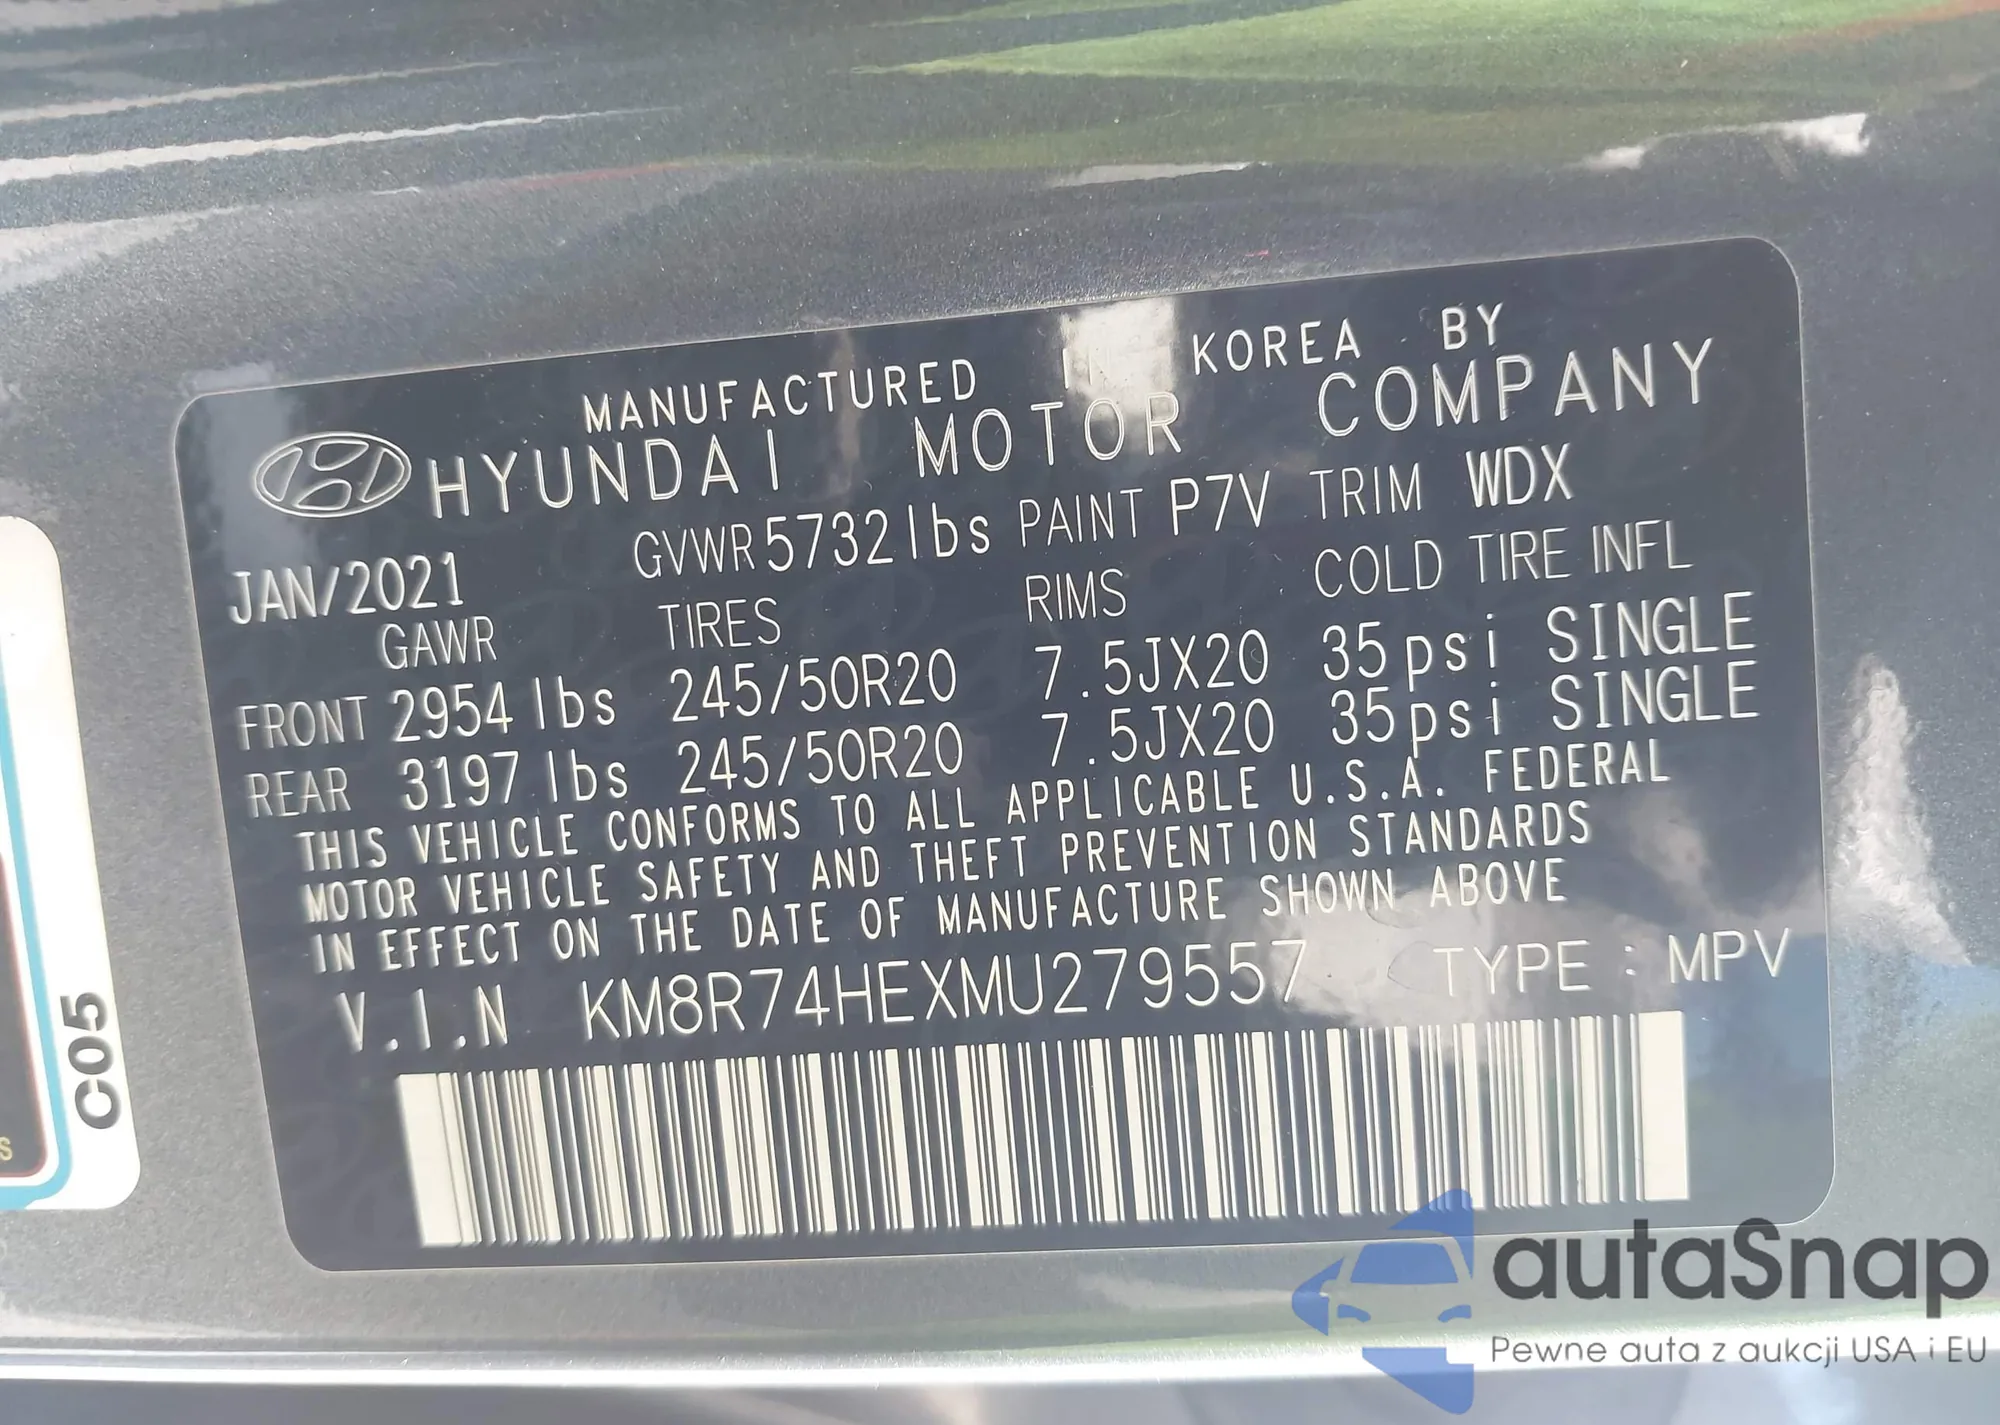 MANUFACTURED IN KOREA BY
HYUNDAI MOTOR COMPANY
JAN/2021 GVWR 5732 lbs PAINT P7V TRIM WDX
GAWR TIRES RIMS COLD TIRE INFL
FRONT 2954 lbs 245/50R20 7.5JX20 35psi SINGLE
REAR 3197 lbs 245/50R20 7.5JX20 35psi SINGLE
THIS VEHICLE CONFORMS TO ALL APPLICABLE U.S.A. FEDERAL
MOTOR VEHICLE SAFETY AND THEFT PREVENTION STANDARDS
IN EFFECT ON THE DATE OF MANUFACTURE SHOWN ABOVE
V.I.N KM8R74HEXMU279557 TYPE : MPV
C05
autaSnap
Pewne auta z aukcji USA i EU